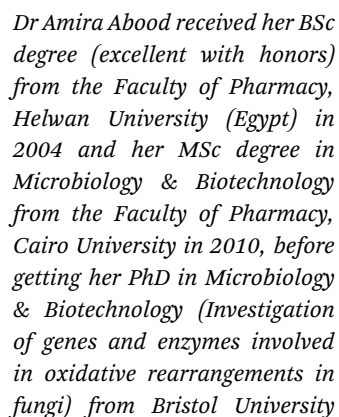 Dr Amira Abood received her BSc
degree (excellent with honors)
from the Faculty of Pharmacy,
Helwan University (Egypt) in
2004 and her MSc degree in
Microbiology & Biotechnology
from the Faculty of Pharmacy,
Cairo University in 2010, before
getting her PhD in Microbiology
& Biotechnology (Investigation
of genes and enzymes involved
in oxidative rearrangements in
fungi) from Bristol University